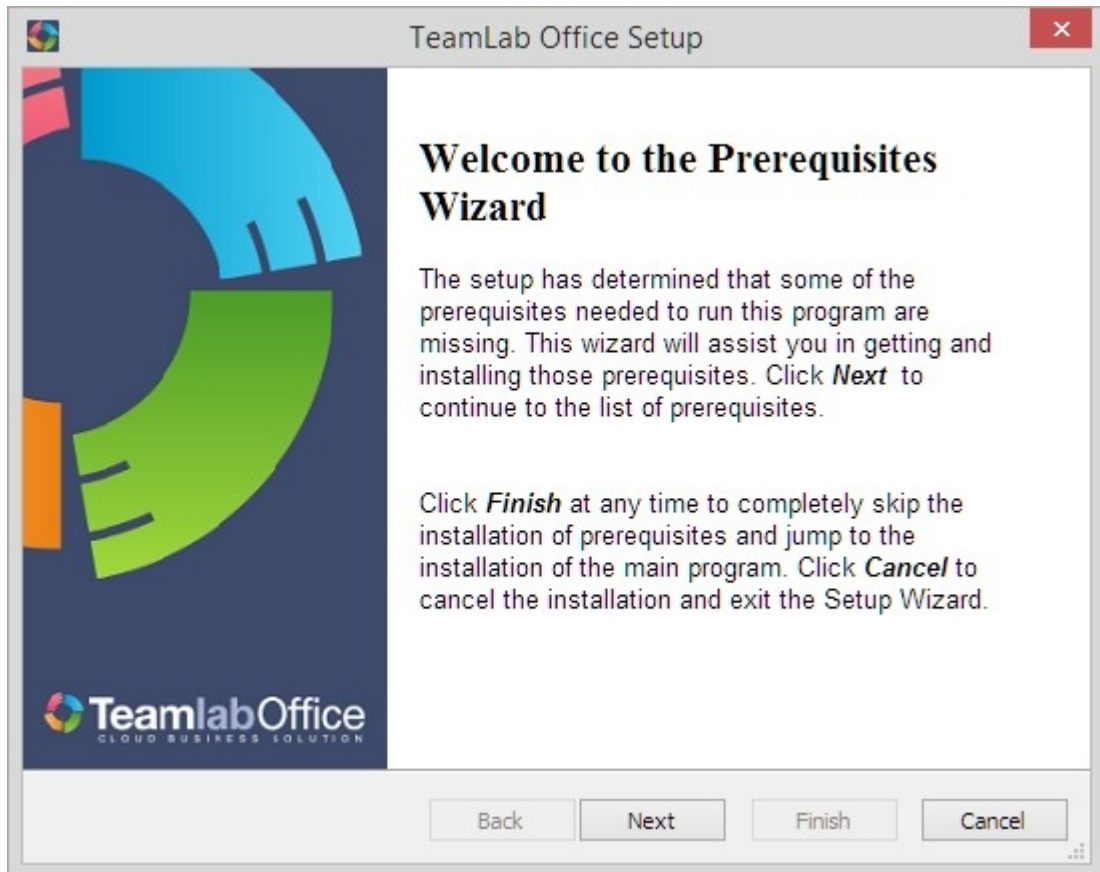 TeamLab Office Setup
Welcome to the Prerequisites
Wizard
The setup has determined that some of the
prerequisites needed to run this program are
missing. This wizard will assist you in getting and
installing those prerequisites. Click Next to
continue to the list of prerequisites.
Click Finish at any time to completely skip the
installation of prerequisites and jump to the
installation of the main program. Click Cancel to
cancel the installation and exit the Setup Wizard.
TeamlabOffice
CLOUD BUSINESS SOLUTION
Back Next Finish Cancel